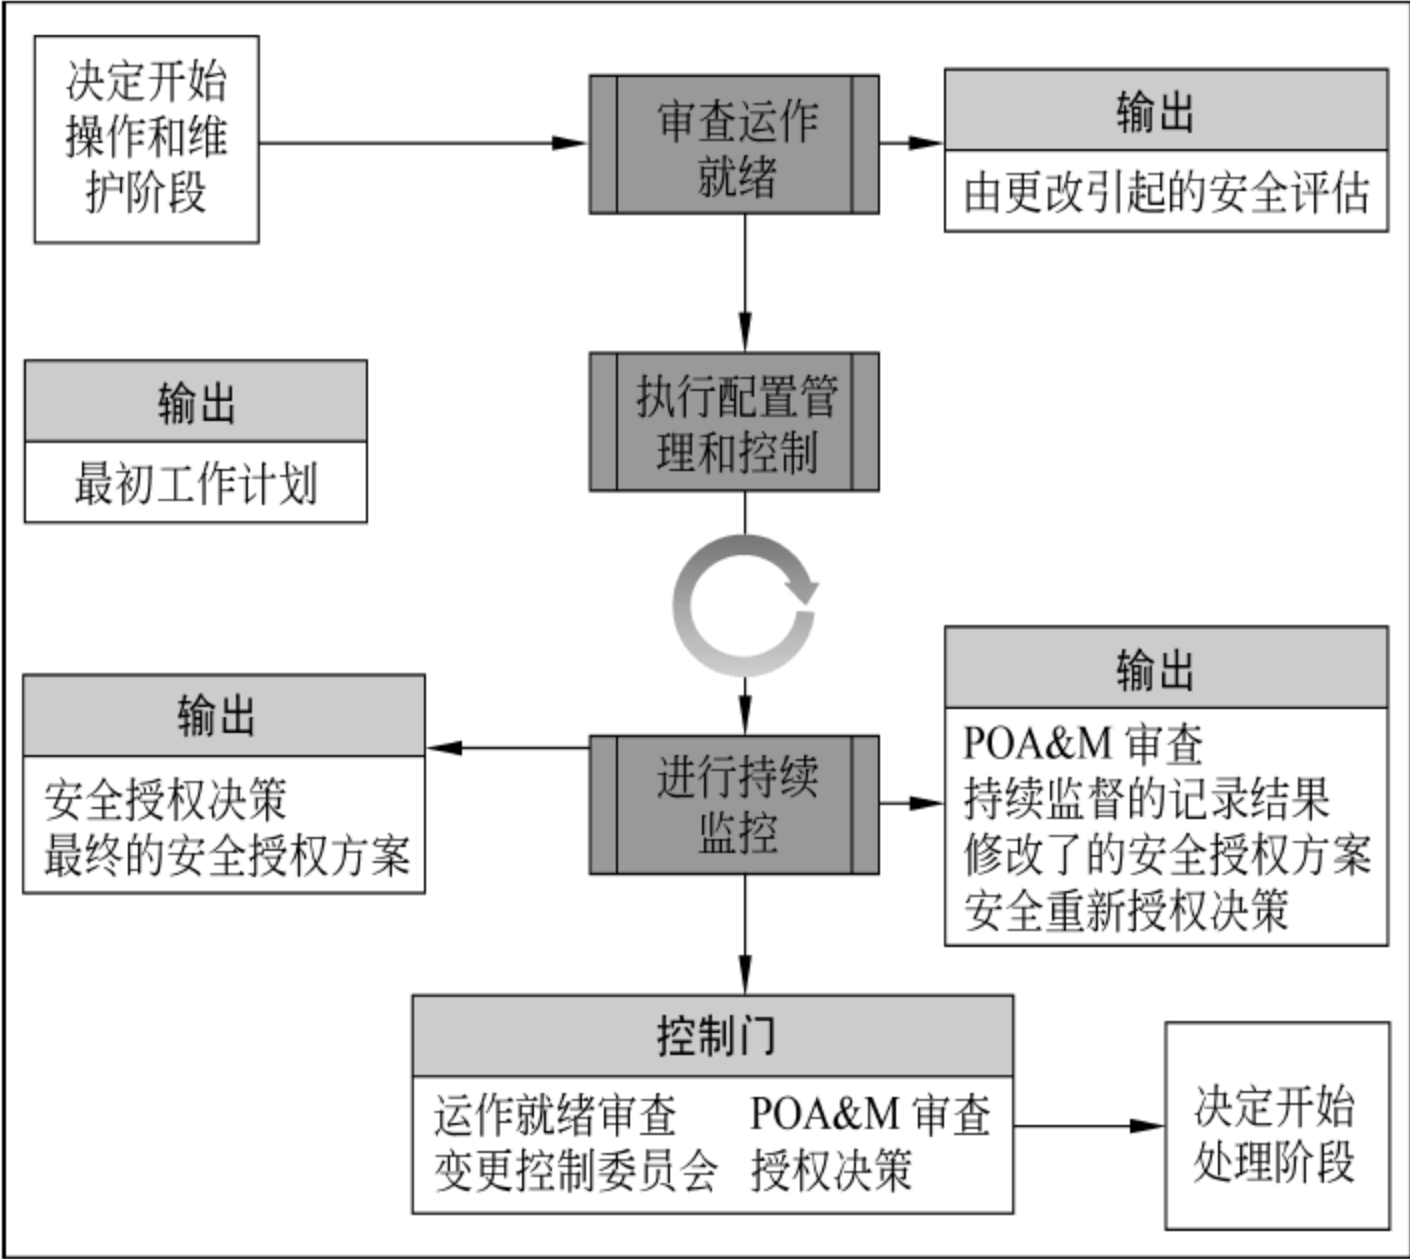 决定开始
操作和维
护阶段
审查运作
就绪
输出
由更改引起的安全评估
输出
最初工作计划
执行配置管
理和控制
输出
安全授权决策
最终的安全授权方案
进行持续
监控
输出
POA&M 审查
持续监督的记录结果
修改了的安全授权方案
安全重新授权决策
控制门
运作就绪审查 POA&M 审查
变更控制委员会 授权决策
决定开始
处理阶段